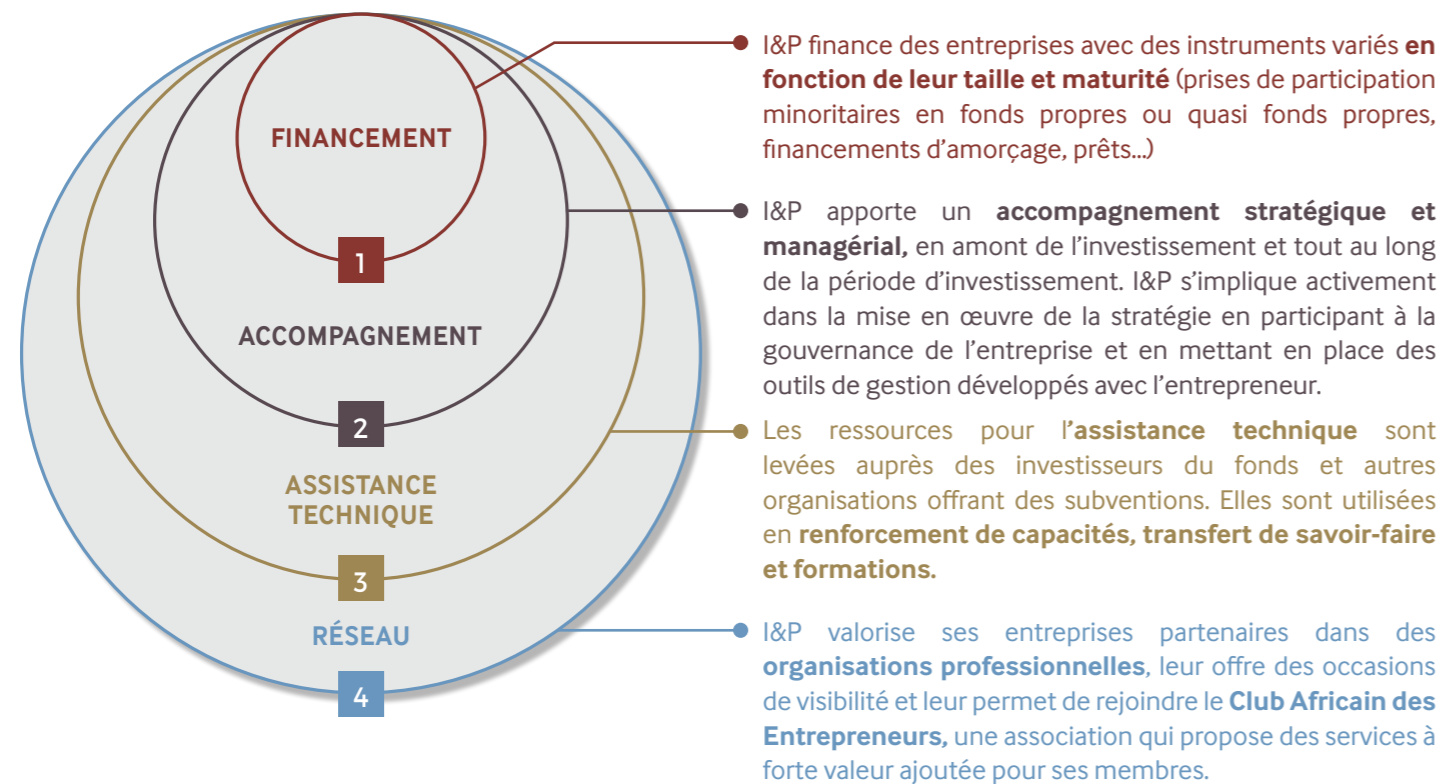 FINANCEMENT
1
ACCOMPAGNEMENT
2
ASSISTANCE
TECHNIQUE
3
RÉSEAU
4
I&P finance des entreprises avec des instruments variés en
fonction de leur taille et maturité (prises de participation
minoritaires en fonds propres ou quasi fonds propres,
financements d'amorçage, prêts...)
I&P apporte un accompagnement stratégique et
managérial, en amont de l'investissement et tout au long
de la période d'investissement. I&P s'implique activement
dans la mise en œuvre de la stratégie en participant à la
gouvernance de l'entreprise et en mettant en place des
outils de gestion développés avec l'entrepreneur.
Les ressources pour l'assistance technique sont
levées auprès des investisseurs du fonds et autres
organisations offrant des subventions. Elles sont utilisées
en renforcement de capacités, transfert de savoir-faire
et formations.
I&P valorise ses entreprises partenaires dans des
organisations professionnelles, leur offre des occasions
de visibilité et leur permet de rejoindre le Club Africain des
Entrepreneurs, une association qui propose des services à
forte valeur ajoutée pour ses membres.